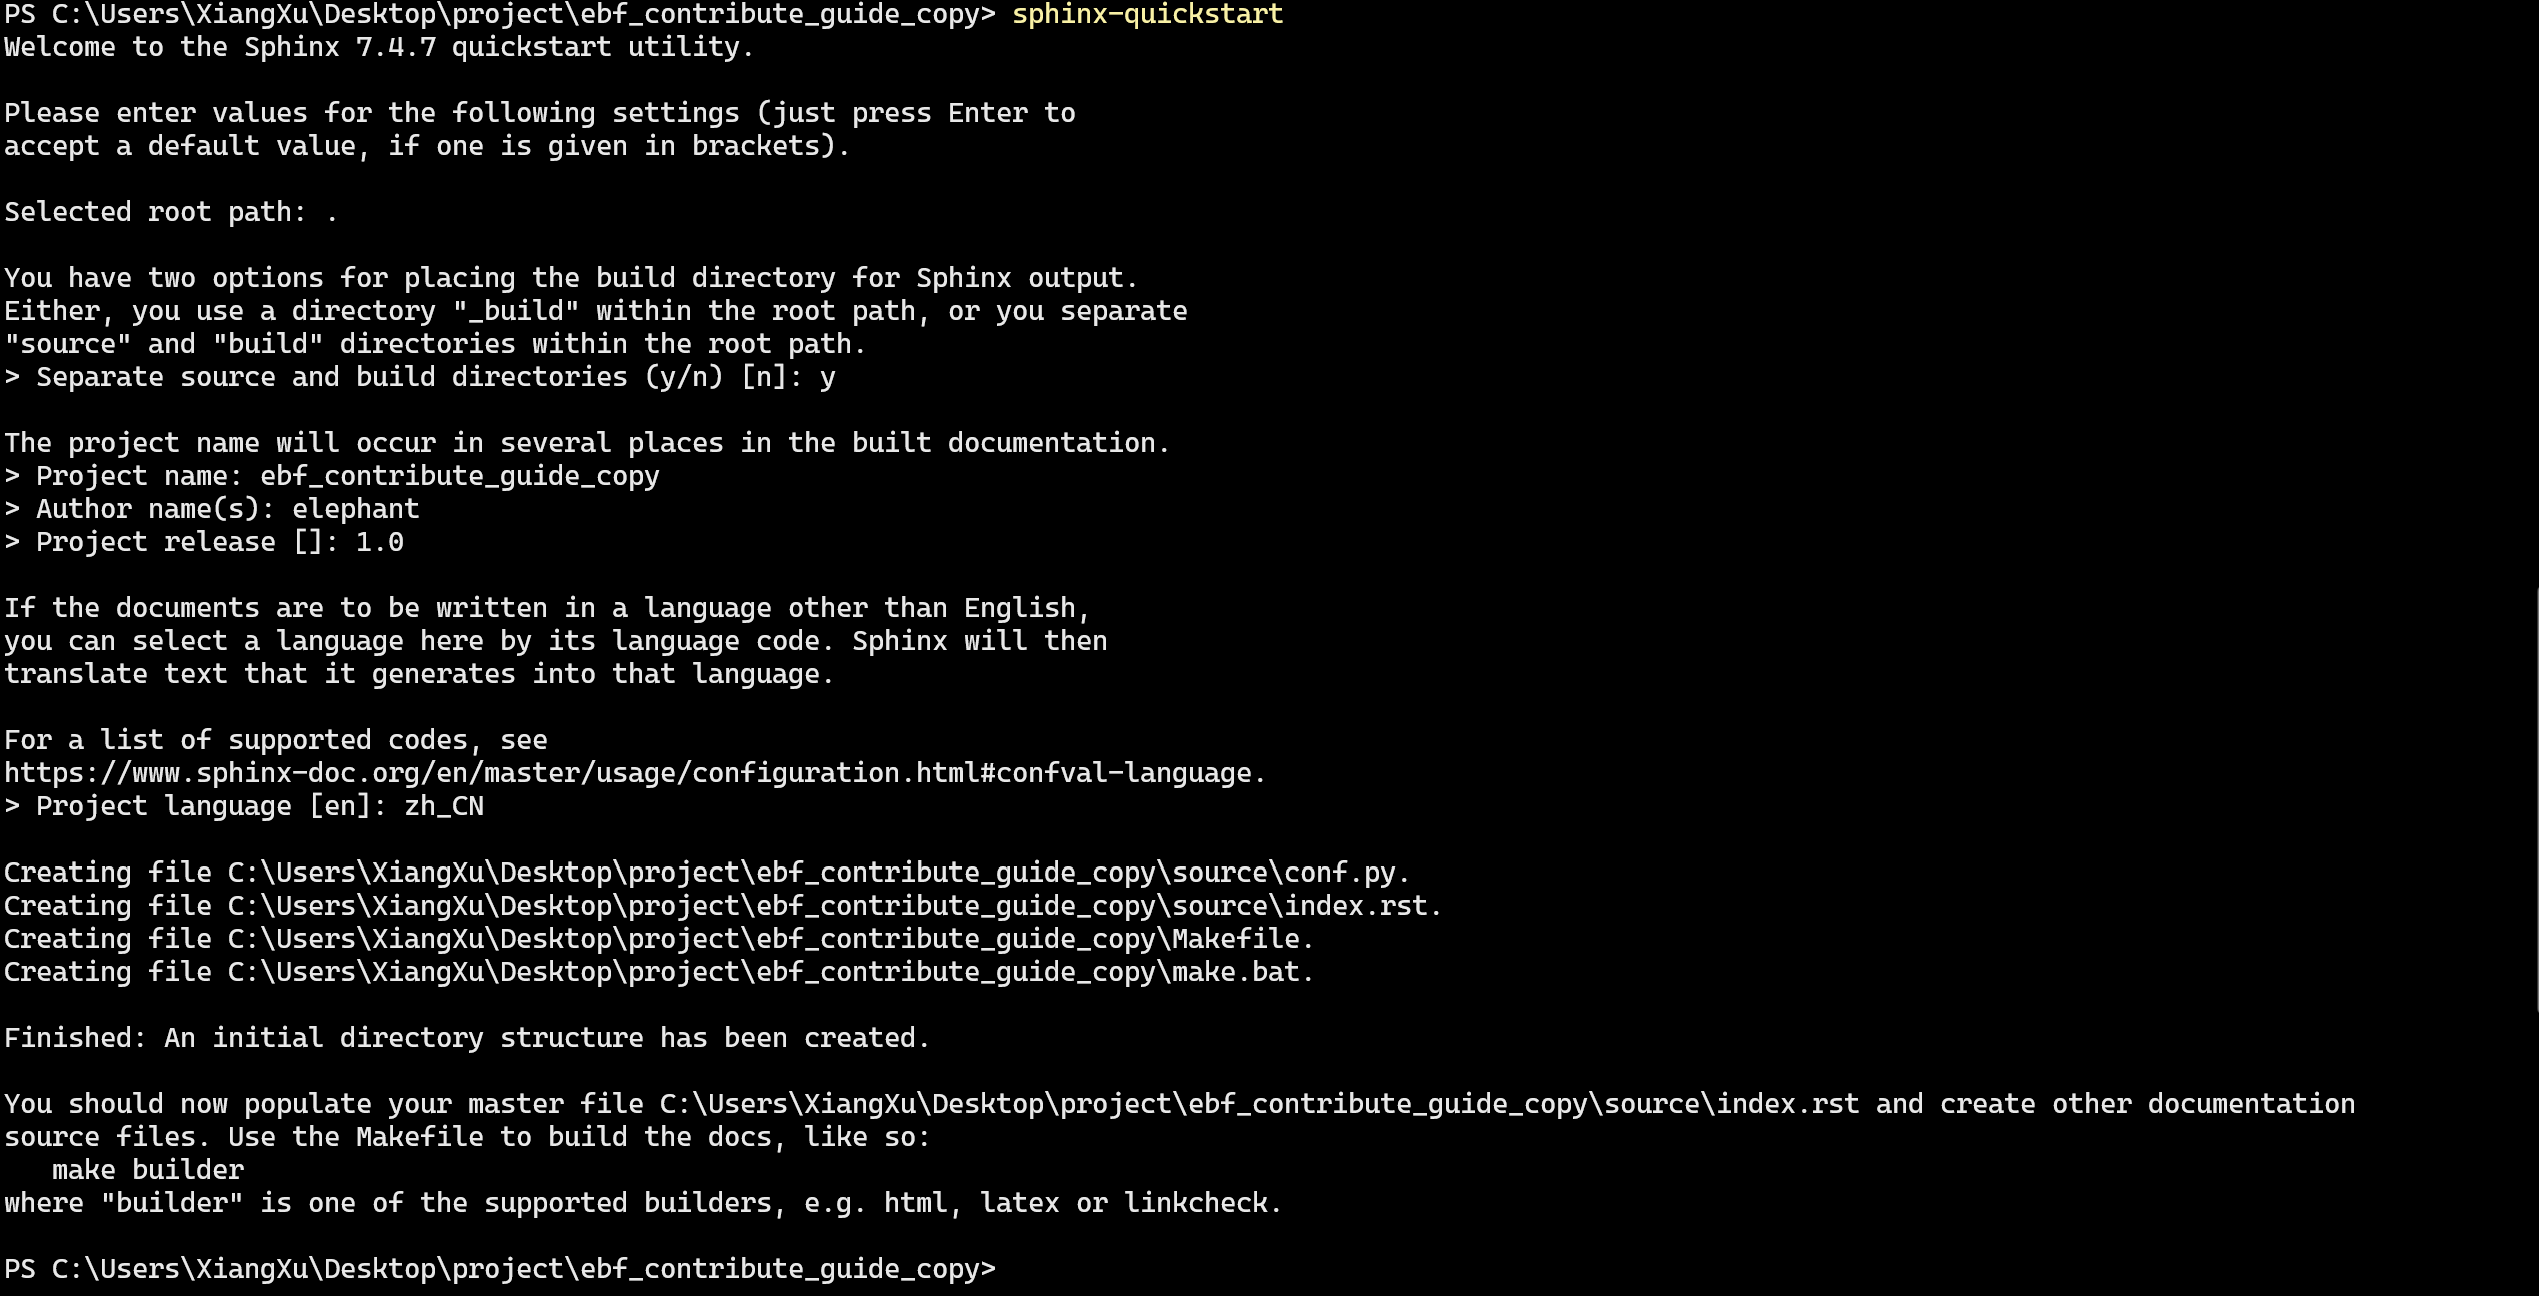 PS C:\Users\XiangXu\Desktop\project\ebf_contribute_guide_copy> sphinx-quickstart
Welcome to the Sphinx 7.4.7 quickstart utility.
Please enter values for the following settings (just press Enter to
accept a default value, if one is given in brackets).
Selected root path: .
You have two options for placing the build directory for Sphinx output.
Either, you use a directory "_build" within the root path, or you separate
"source" and "build" directories within the root path.
> Separate source and build directories (y/n) [n]: y
The project name will occur in several places in the built documentation.
> Project name: ebf_contribute_guide_copy
> Author name(s): elephant
> Project release []: 1.0
If the documents are to be written in a language other than English,
you can select a language here by its language code. Sphinx will then
translate text that it generates into that language.
For a list of supported codes, see
https://www.sphinx-doc.org/en/master/usage/configuration.html#confval-language.
> Project language [en]: zh_CN
Creating file C:\Users\XiangXu\Desktop\project\ebf_contribute_guide_copy\source\conf.py.
Creating file C:\Users\XiangXu\Desktop\project\ebf_contribute_guide_copy\source\index.rst.
Creating file C:\Users\XiangXu\Desktop\project\ebf_contribute_guide_copy\Makefile.
Creating file C:\Users\XiangXu\Desktop\project\ebf_contribute_guide_copy\make.bat.
Finished: An initial directory structure has been created.
You should now populate your master file C:\Users\XiangXu\Desktop\project\ebf_contribute_guide_copy\source\index.rst and create other documentation
source files. Use the Makefile to build the docs, like so:
   make builder
where "builder" is one of the supported builders, e.g. html, latex or linkcheck.
PS C:\Users\XiangXu\Desktop\project\ebf_contribute_guide_copy>